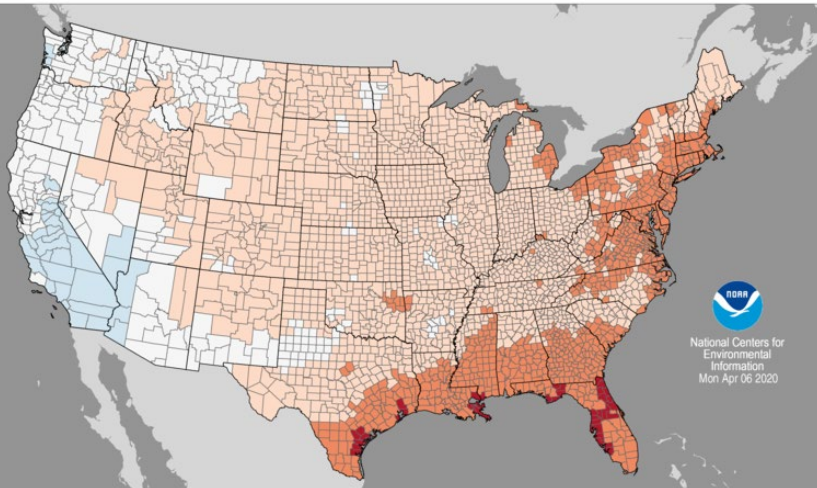 NOAA
National Centers for
Environmental
Information
Mon Apr 06 2020